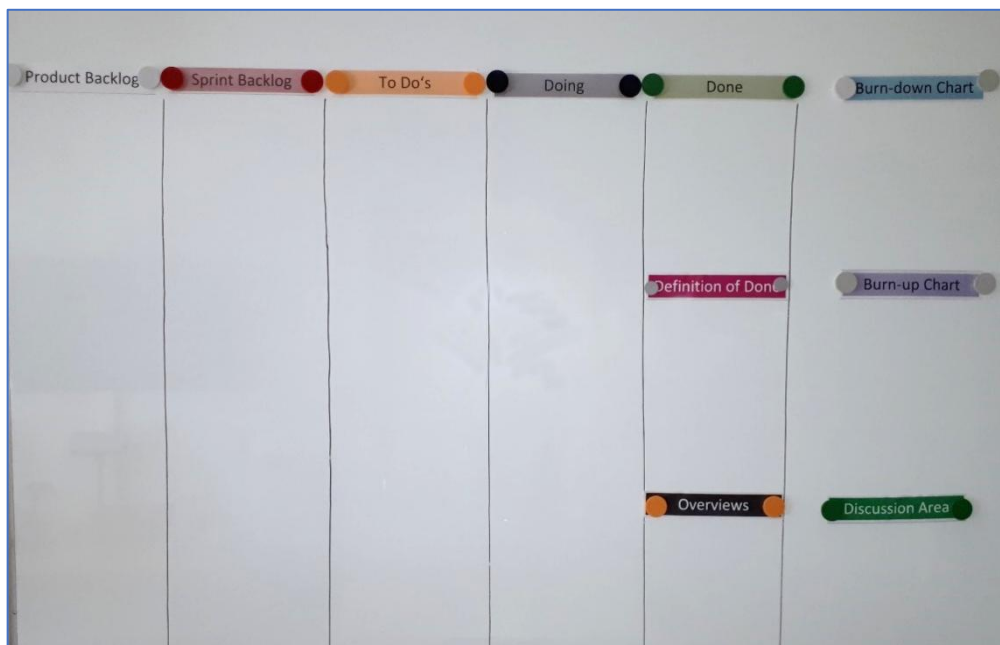 Product Backlog
Sprint Backlog
To Do‘s
Doing
Done
Burn-down Chart
Definition of Done
Burn-up Chart
Overviews
Discussion Area